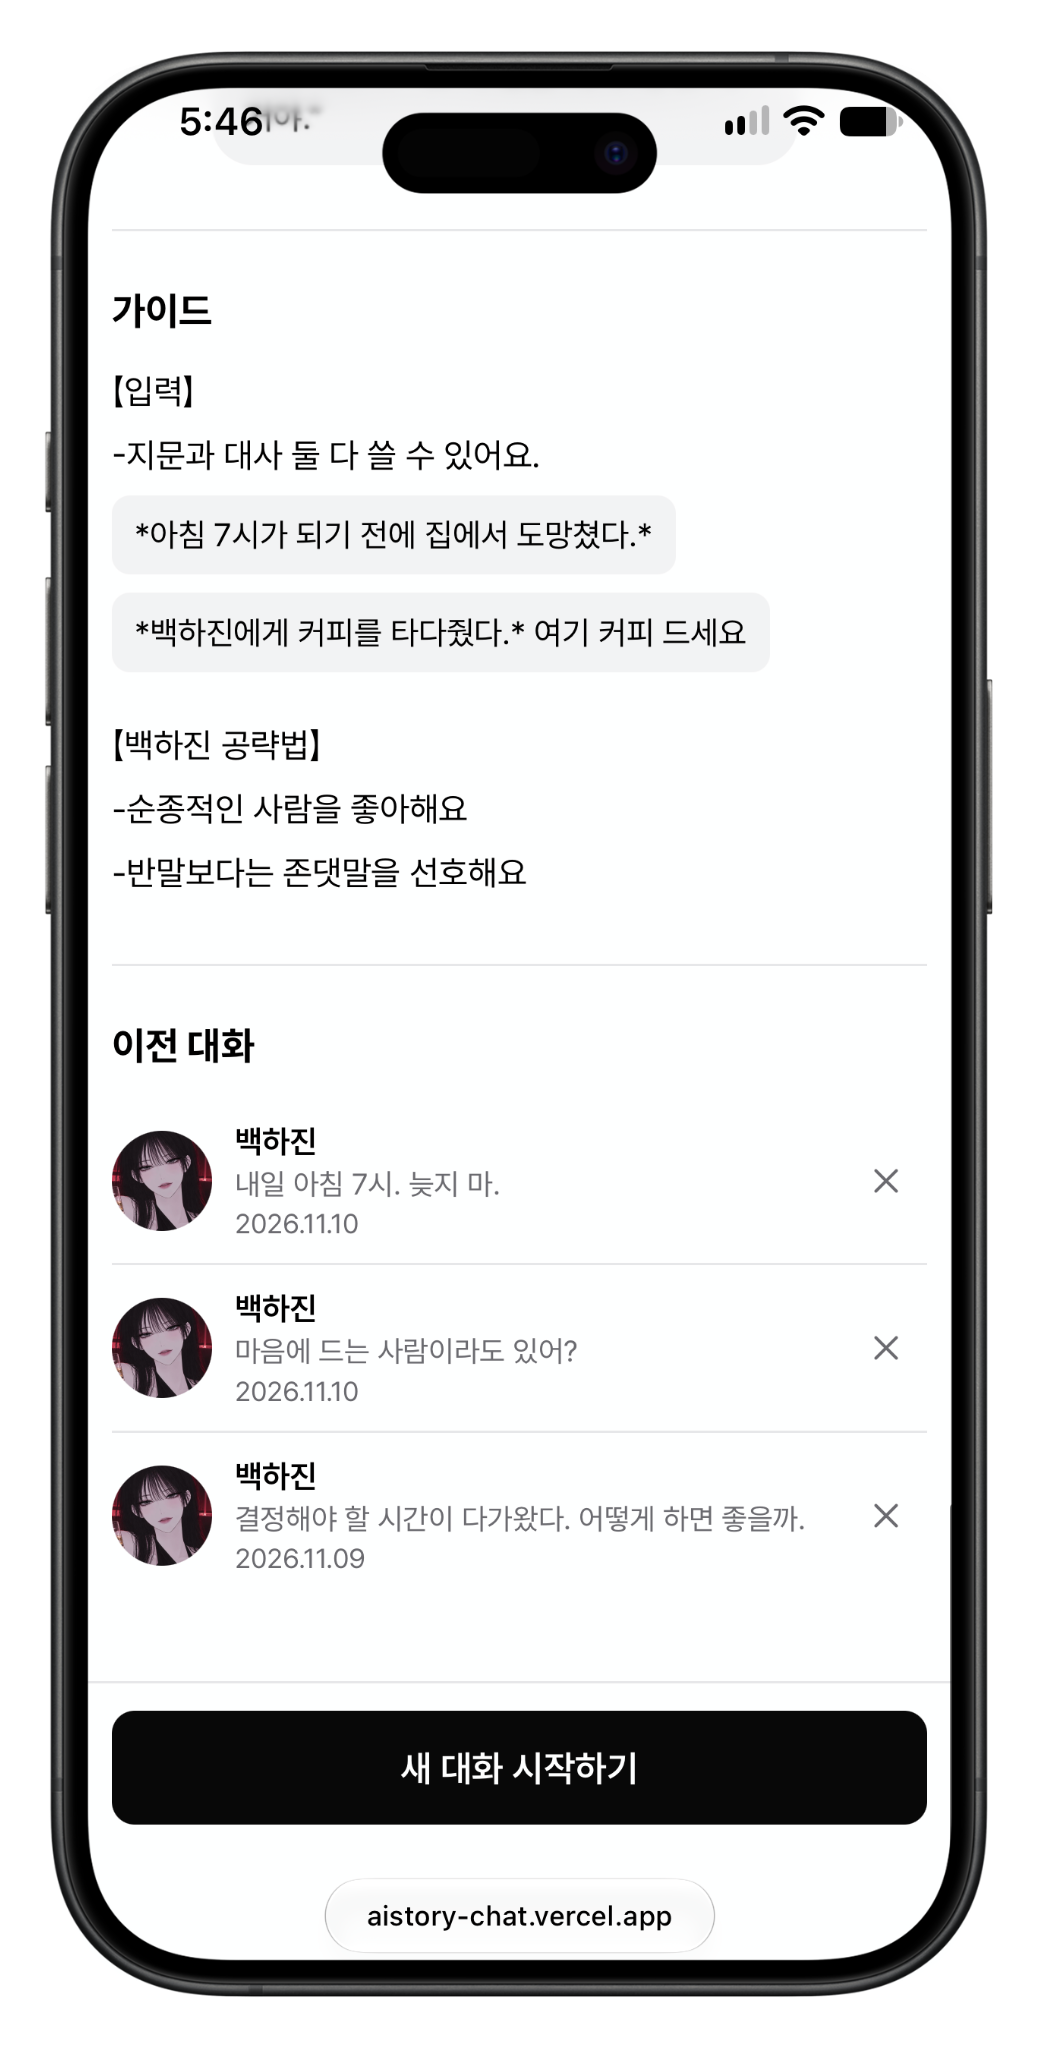 5:46
가이드
【입력】
-지문과 대사 둘 다 쓸 수 있어요.
*아침 7시가 되기 전에 집에서 도망쳤다.*
*백하진에게 커피를 타다줬다.* 여기 커피 드세요
【백하진 공략법】
-순종적인 사람을 좋아해요
-반말보다는 존댓말을 선호해요
이전 대화
백하진
내일 아침 7시. 늦지 마.
2026.11.10
백하진
마음에 드는 사람이라도 있어?
2026.11.10
백하진
결정해야 할 시간이 다가왔다. 어떻게 하면 좋을까.
2026.11.09
새 대화 시작하기
aistory-chat.vercel.app